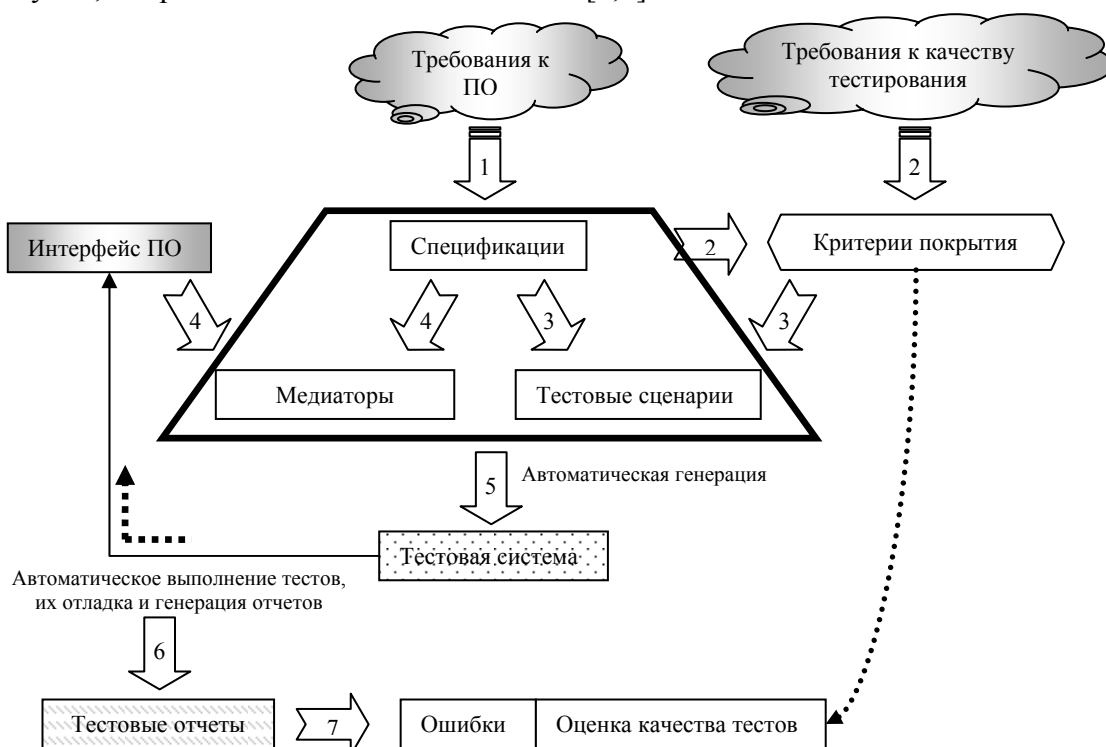 Требования к
ПО
Требования к качеству
тестирования
1
2
Интерфейс ПО
Спецификации
2
Критерии покрытия
4
4
3
3
Медиаторы
Тестовые сценарии
5
Автоматическая генерация
Тестовая система
Автоматическое выполнение тестов,
их отладка и генерация отчетов
6
Тестовые отчеты
7
Ошибки
Оценка качества тестов